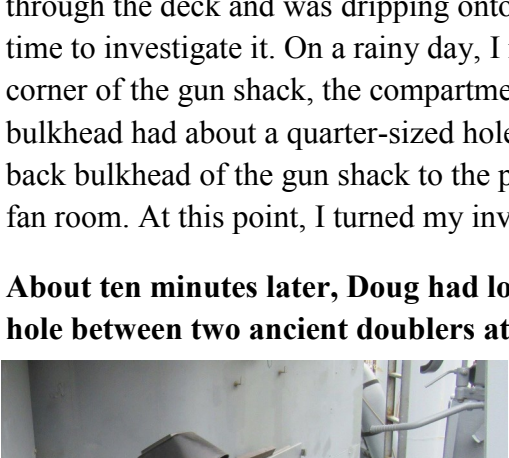 through the deck and was dripping onto
time to investigate it. On a rainy day, I
corner of the gun shack, the compartme
bulkhead had about a quarter-sized hole
back bulkhead of the gun shack to the p
fan room. At this point, I turned my inv
About ten minutes later, Doug had lo
hole between two ancient doublers at